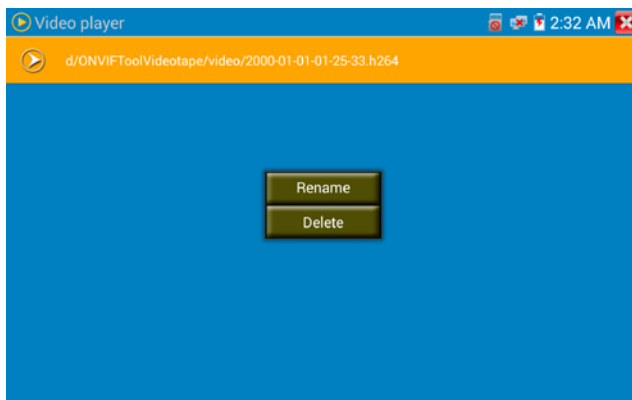 Video player
2:32 AM
d/ONVIFToolVideotape/video/2000-01-01-01-25-33.h264
Rename
Delete